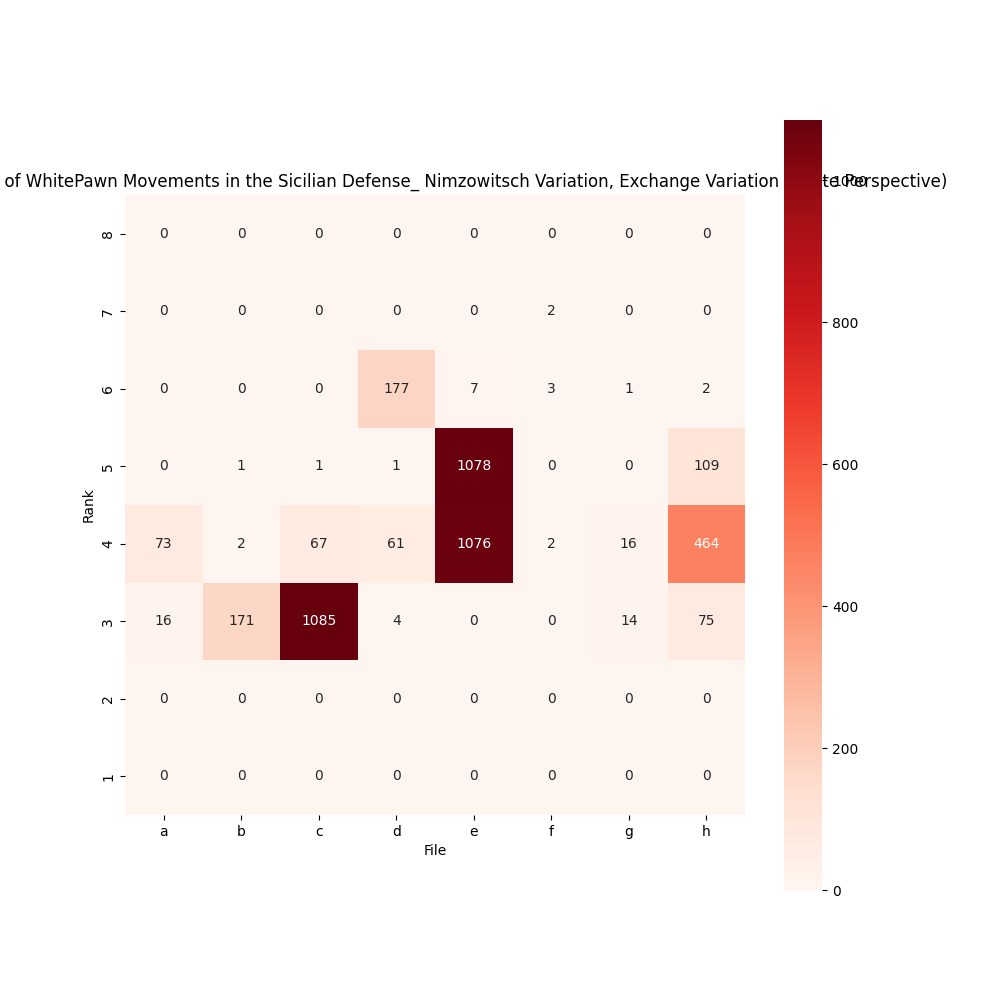 of WhitePawn Movements in the Sicilian Defense_ Nimzowitsch Variation, Exchange Variation Perspective)
1000
8 0 0 0 0 0 0 0 0
7 0 0 0 0 0 2 0 0
800
6 0 0 0 177 7 3 1 2
5 0 1 1 1 1078 0 0 109
600
4 73 2 67 61 1076 2 16 464
Rank
400
3 16 171 1085 4 0 0 14 75
2 0 0 0 0 0 0 0 0
200
1 0 0 0 0 0 0 0 0
a b c d e f g h
File
0